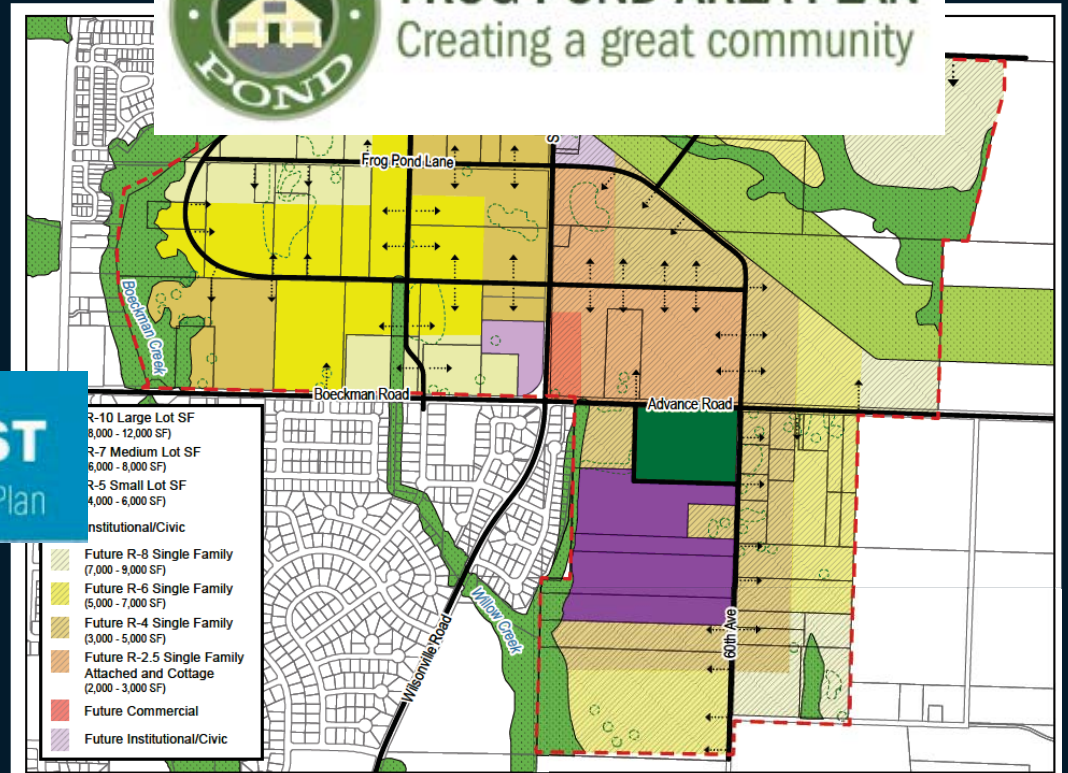 POND
Creating a great community
Frog Pond Lane
Boeckman Creek
Boeckman Road
Advance Road
ST
Plan
R-10 Large Lot SF
(8,000 - 12,000 SF)
R-7 Medium Lot SF
(6,000 - 8,000 SF)
R-5 Small Lot SF
(4,000 - 6,000 SF)
Institutional/Civic
Future R-8 Single Family
(7,000 - 9,000 SF)
Future R-6 Single Family
(5,000 - 7,000 SF)
Future R-4 Single Family
(3,000 - 5,000 SF)
Future R-2.5 Single Family
Attached and Cottage
(2,000 - 3,000 SF)
Future Commercial
Future Institutional/Civic
Willow Creek
Wilsonville Road
60th Ave